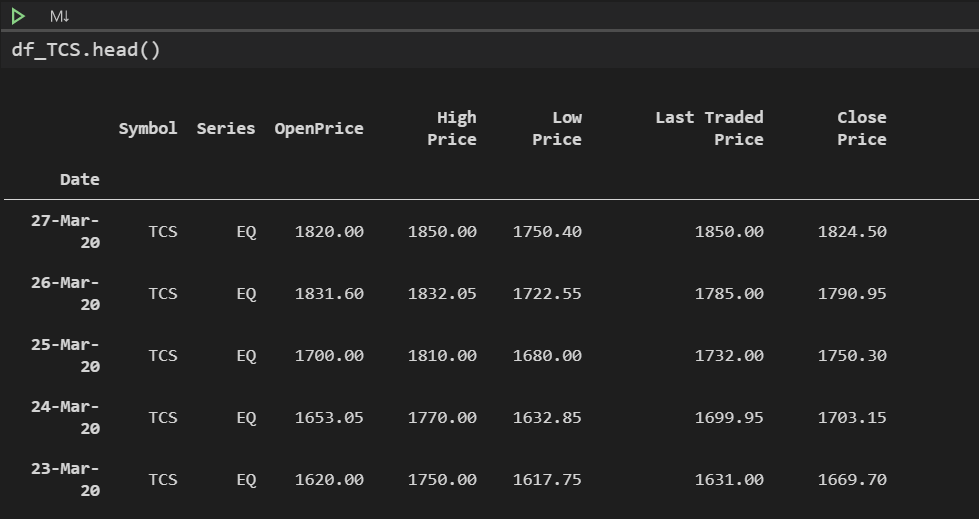 M↓
df_TCS.head()
Symbol Series OpenPrice High Price Low Price Last Traded Price Close Price
Date
27-Mar-20 TCS EQ 1820.00 1850.00 1750.40 1850.00 1824.50
26-Mar-20 TCS EQ 1831.60 1832.05 1722.55 1785.00 1790.95
25-Mar-20 TCS EQ 1700.00 1810.00 1680.00 1732.00 1750.30
24-Mar-20 TCS EQ 1653.05 1770.00 1632.85 1699.95 1703.15
23-Mar-20 TCS EQ 1620.00 1750.00 1617.75 1631.00 1669.70